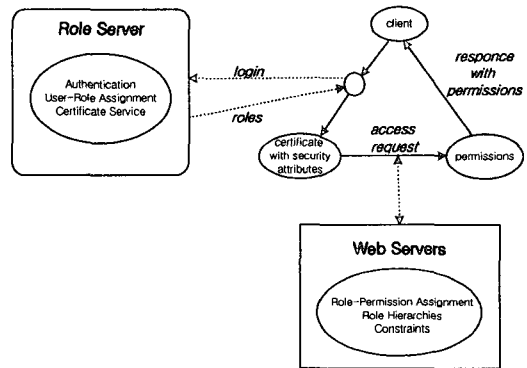 Role Server
Authentication
User-Role Assignment
Certificate Service
login
roles
client
responce
with
permissions
certificate
with security
attributes
access
request
permissions
Web Servers
Role-Permission Assignment
Role Hierarchies
Constraints